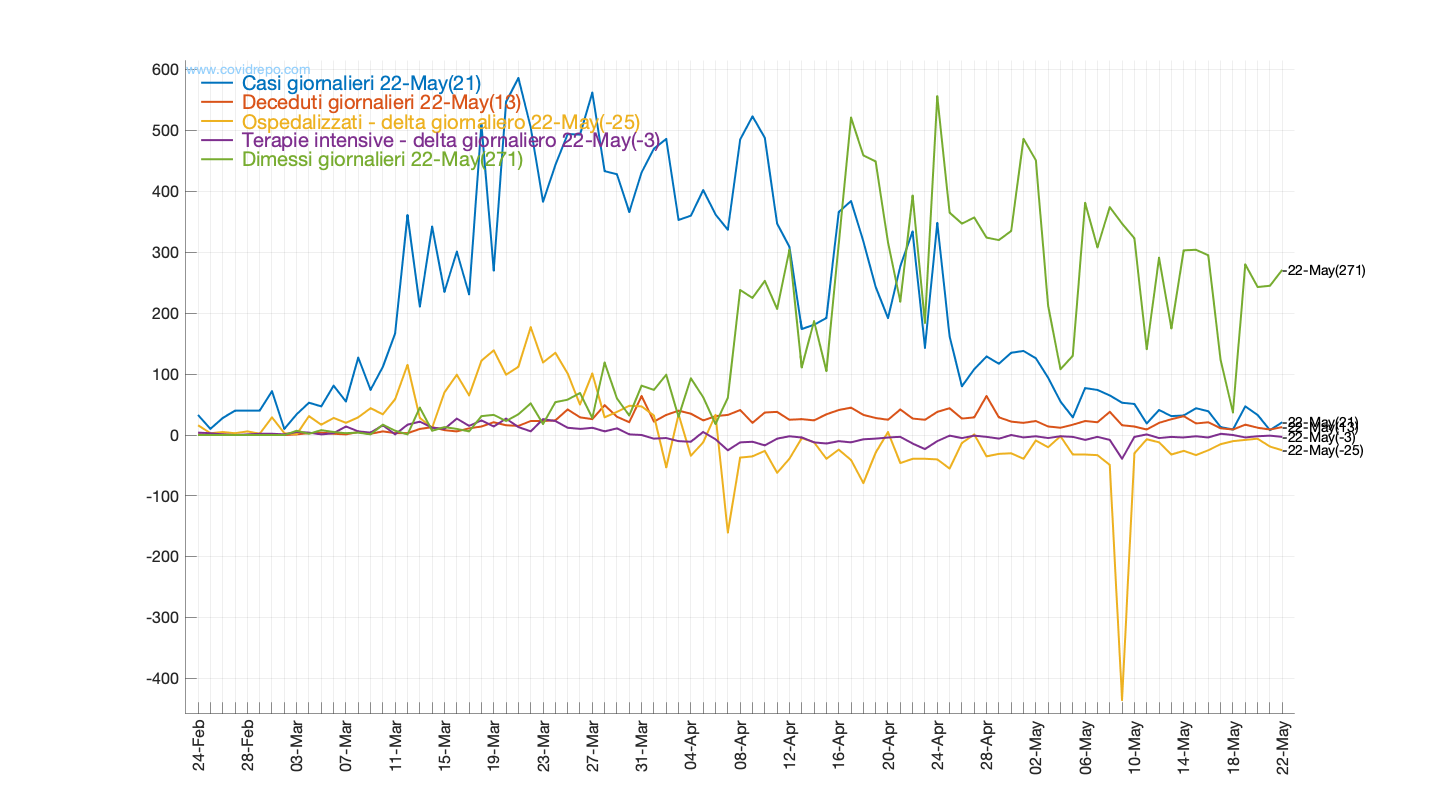 www.covidrepo.com
Casi giornalieri 22-May(21)
Deceduti giornalieri 22-May(13)
Ospedalizzati - delta giornaliero 22-May(-25)
Terapie intensive - delta giornaliero 22-May(-3)
Dimessi giornalieri 22-May(271)
600
500
400
300
200
100
0
-100
-200
-300
-400
22-May(271)
22-May(21)
22-May(13)
22-May(-3)
22-May(-25)
24-Feb
28-Feb
03-Mar
07-Mar
11-Mar
15-Mar
19-Mar
23-Mar
27-Mar
31-Mar
04-Apr
08-Apr
12-Apr
16-Apr
20-Apr
24-Apr
28-Apr
02-May
06-May
10-May
14-May
18-May
22-May